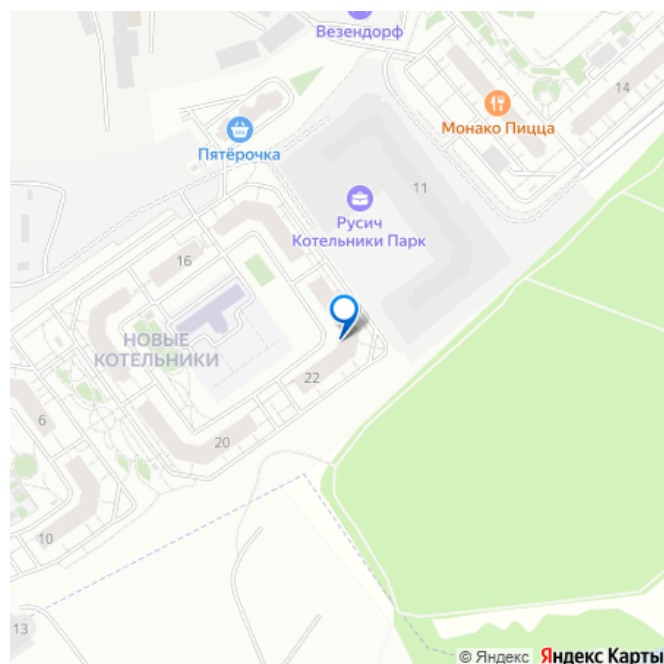 Везендорф
14
Монако Пицца
Пятёрочка
11
Русич
Котельники Парк
16
НОВЫЕ
КОТЕЛЬНИКИ
22
6
20
10
13
© Яндекс Яндекс Карты